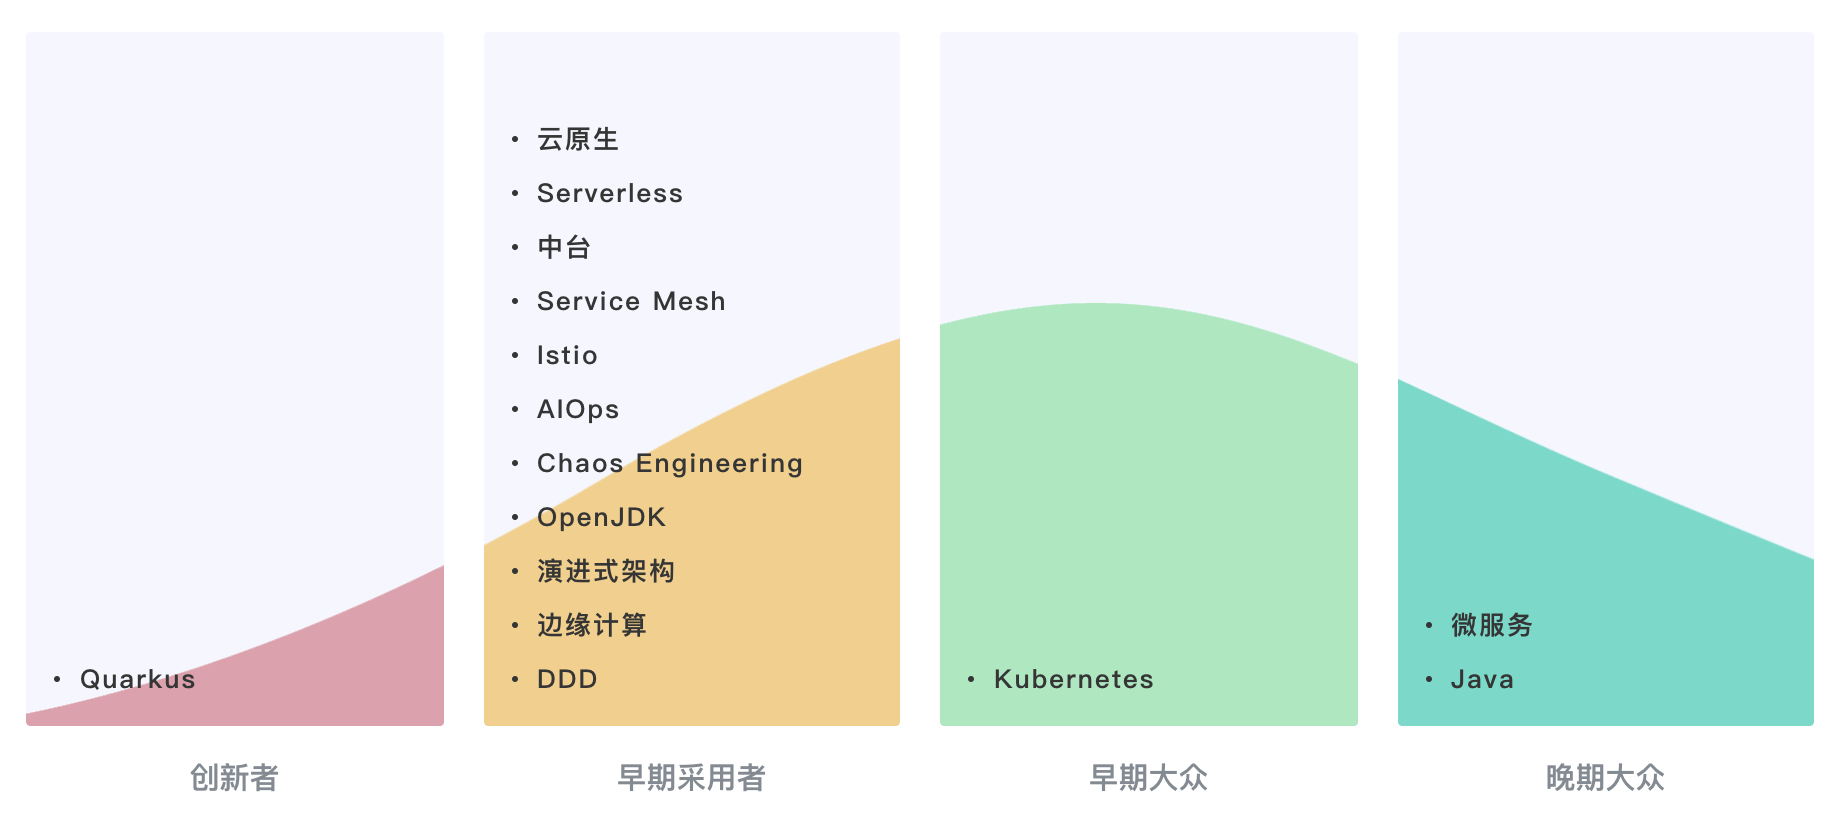 • Quarkus
创新者
• 云原生
• Serverless
• 中台
• Service Mesh
• Istio
• AIOps
• Chaos Engineering
• OpenJDK
• 演进式架构
• 边缘计算
• DDD
早期采用者
• Kubernetes
早期大众
• 微服务
• Java
晚期大众